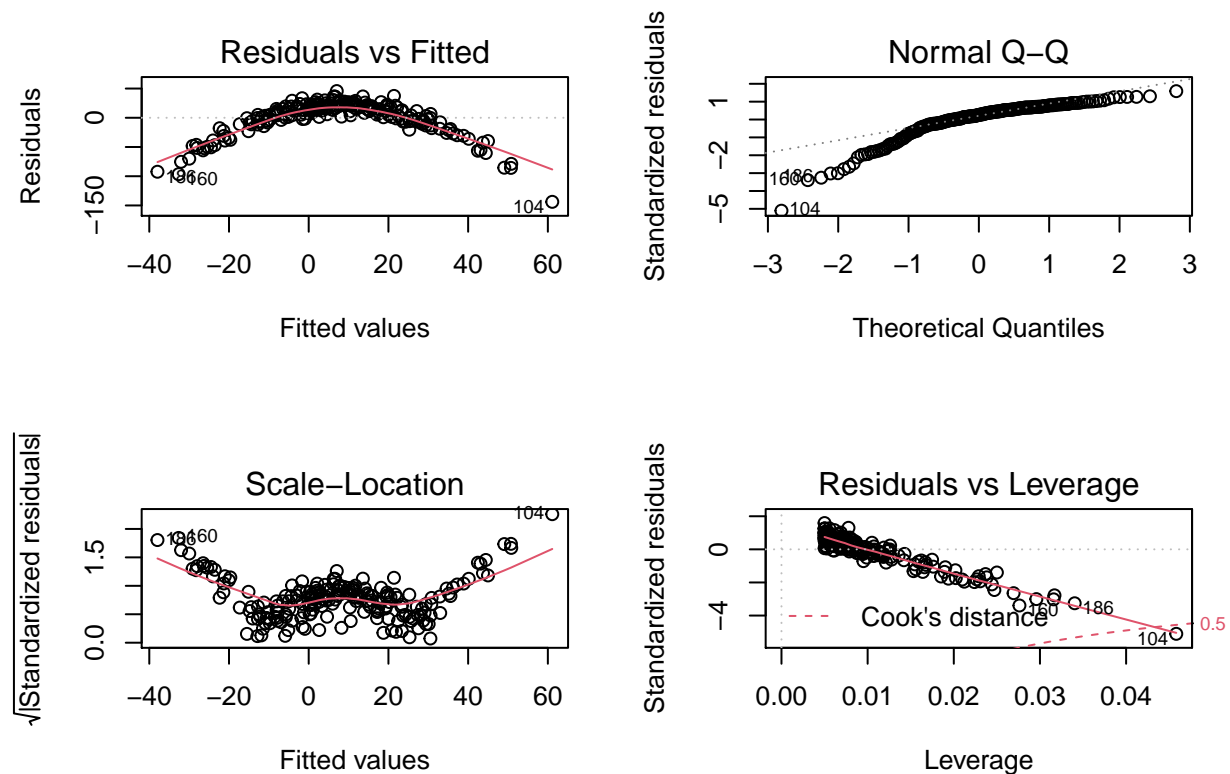 Residuals vs Fitted
Residuals
0
−150
186
160
104
−40 −20 0 20 40 60
Fitted values
Normal Q−Q
Standardized residuals
1
−2
−5
186
160
104
−3 −2 −1 0 1 2 3
Theoretical Quantiles
Scale−Location
√|Standardized residuals|
1.5
0.0
186
160
104
−40 −20 0 20 40 60
Fitted values
Residuals vs Leverage
Standardized residuals
0
−4
160
186
104
0.5
Cook's distance
0.00 0.01 0.02 0.03 0.04
Leverage